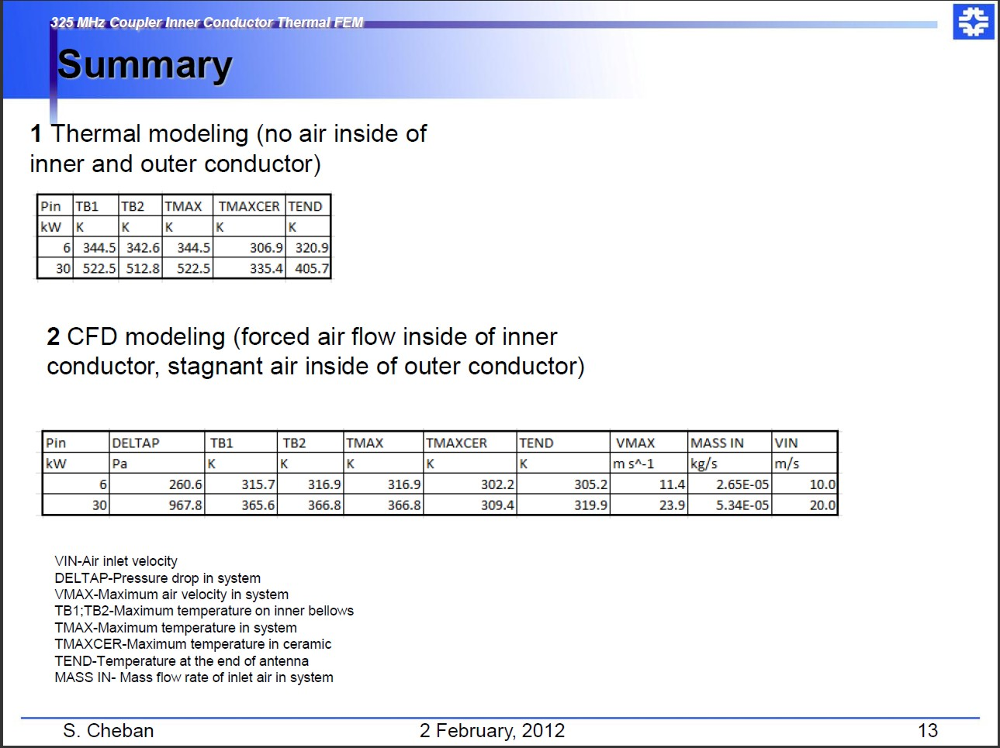 325 MHz Coupler Inner Conductor Thermal FEM
Summary
1 Thermal modeling (no air inside of
inner and outer conductor)
Pin TB1 TB2 TMAX TMAXCER TEND
kW K K K K K
6 344.5 342.6 344.5 306.9 320.9
30 522.5 512.8 522.5 335.4 405.7
2 CFD modeling (forced air flow inside of inner
conductor, stagnant air inside of outer conductor)
Pin DELTAP TB1 TB2 TMAX TMAXCER TEND VMAX MASS IN VIN
kW Pa K K K K K m s^-1 kg/s m/s
6 260.6 315.7 316.9 316.9 302.2 305.2 11.4 2.65E-05 10.0
30 967.8 365.6 366.8 366.8 309.4 319.9 23.9 5.34E-05 20.0
VIN-Air inlet velocity
DELTAP-Pressure drop in system
VMAX-Maximum air velocity in system
TB1;TB2-Maximum temperature on inner bellows
TMAX-Maximum temperature in system
TMAXCER-Maximum temperature in ceramic
TEND-Temperature at the end of antenna
MASS IN- Mass flow rate of inlet air in system
S. Cheban 2 February, 2012 13